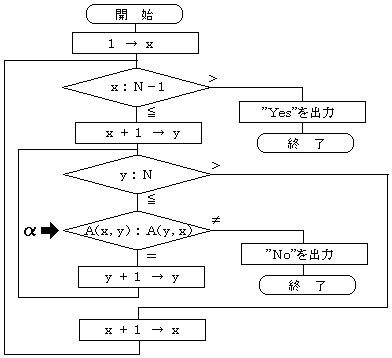 開 始
1 → x
x : N－1
>
≦
"Yes"を出力
終 了
x + 1 → y
y : N
>
≦
α
A(x, y) : A(y, x)
≠
＝
"No"を出力
終 了
y + 1 → y
x + 1 → x